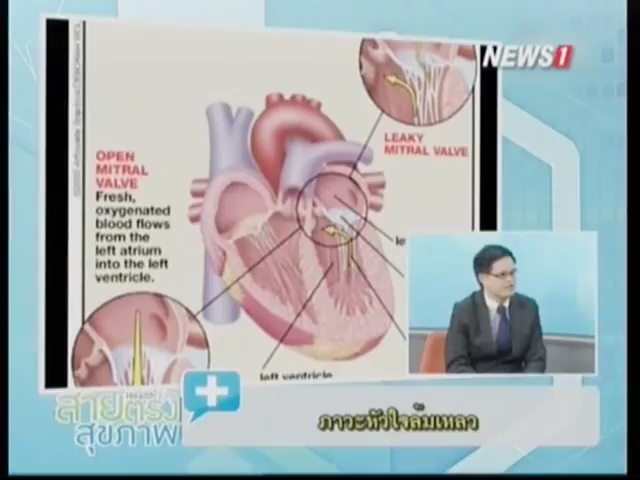 NEWS1
LEAKY
MITRAL VALVE
OPEN
MITRAL
VALVE
Fresh,
oxygenated
blood flows
from the
left atrium
into the left
ventricle.
le
left ventricle
สายตรง
สุขภาพ
ภาวะหัวใจล้มเหลว